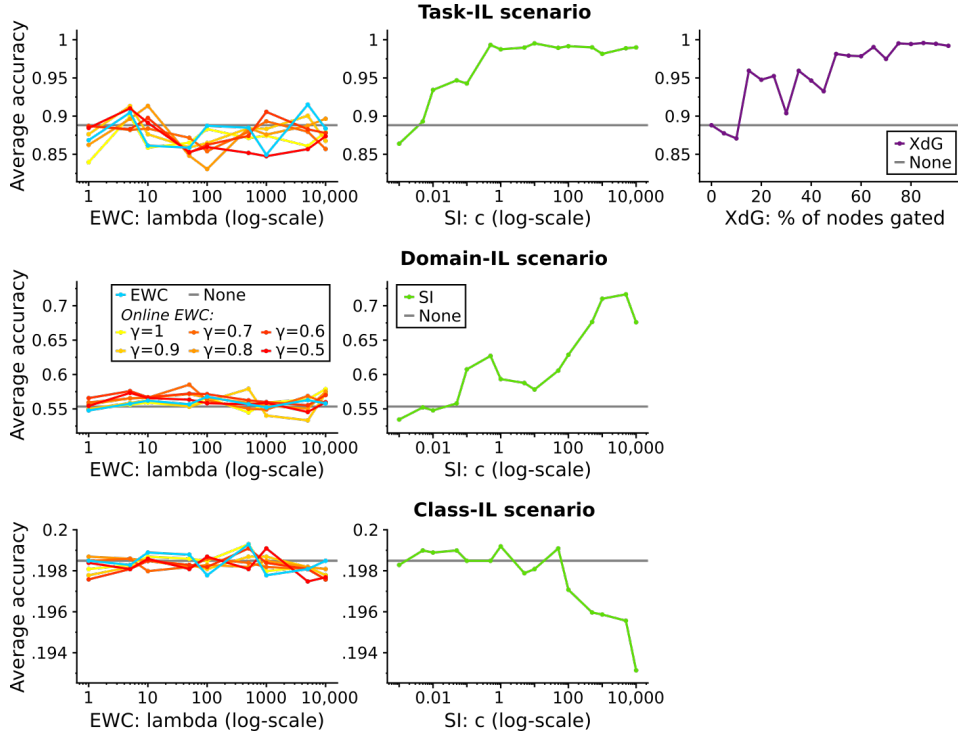 Task-IL scenario
Average accuracy
1
0.95
0.9
0.85
1 10 100 1000 10,000
EWC: lambda (log-scale)
0.01 1 100 10,000
SI: c (log-scale)
1
0.95
0.9
0.85
XdG
None
0 20 40 60 80
XdG: % of nodes gated
1
0.95
0.9
0.85
Domain-IL scenario
Average accuracy
0.7
0.65
0.6
0.55
EWC None
Online EWC:
γ=1 γ=0.7 γ=0.6
γ=0.9 γ=0.8 γ=0.5
1 10 100 1000 10,000
EWC: lambda (log-scale)
0.7
0.65
0.6
0.55
SI
None
0.01 1 100 10,000
SI: c (log-scale)
Class-IL scenario
Average accuracy
0.2
.198
.196
.194
1 10 100 1000 10,000
EWC: lambda (log-scale)
0.2
.198
.196
.194
0.01 1 100 10,000
SI: c (log-scale)